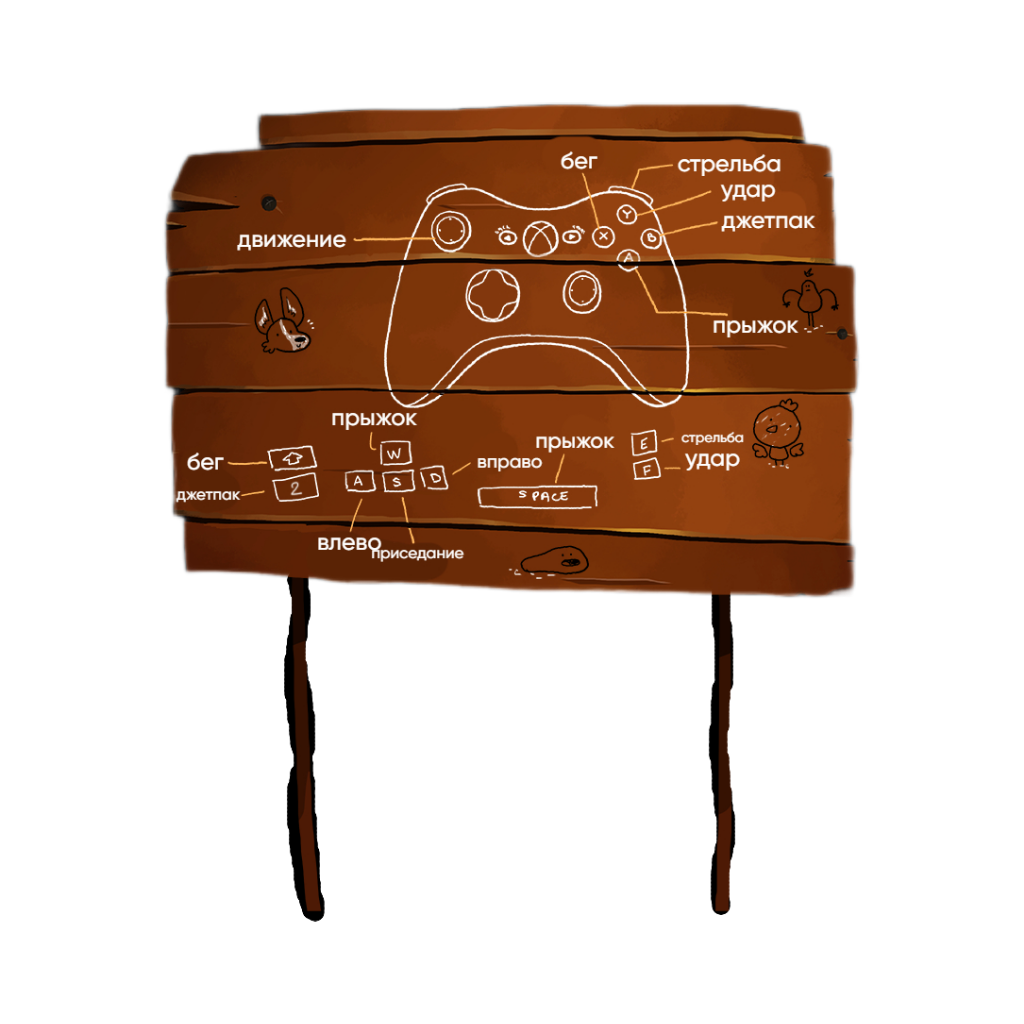 бег
стрельба
удар
джетпак
движение
Y
X
B
A
прыжок
прыжок
W
прыжок
E
стрельба
F
удар
бег
вправо
джетпак
2
A
S
D
SPACE
влево
приседание